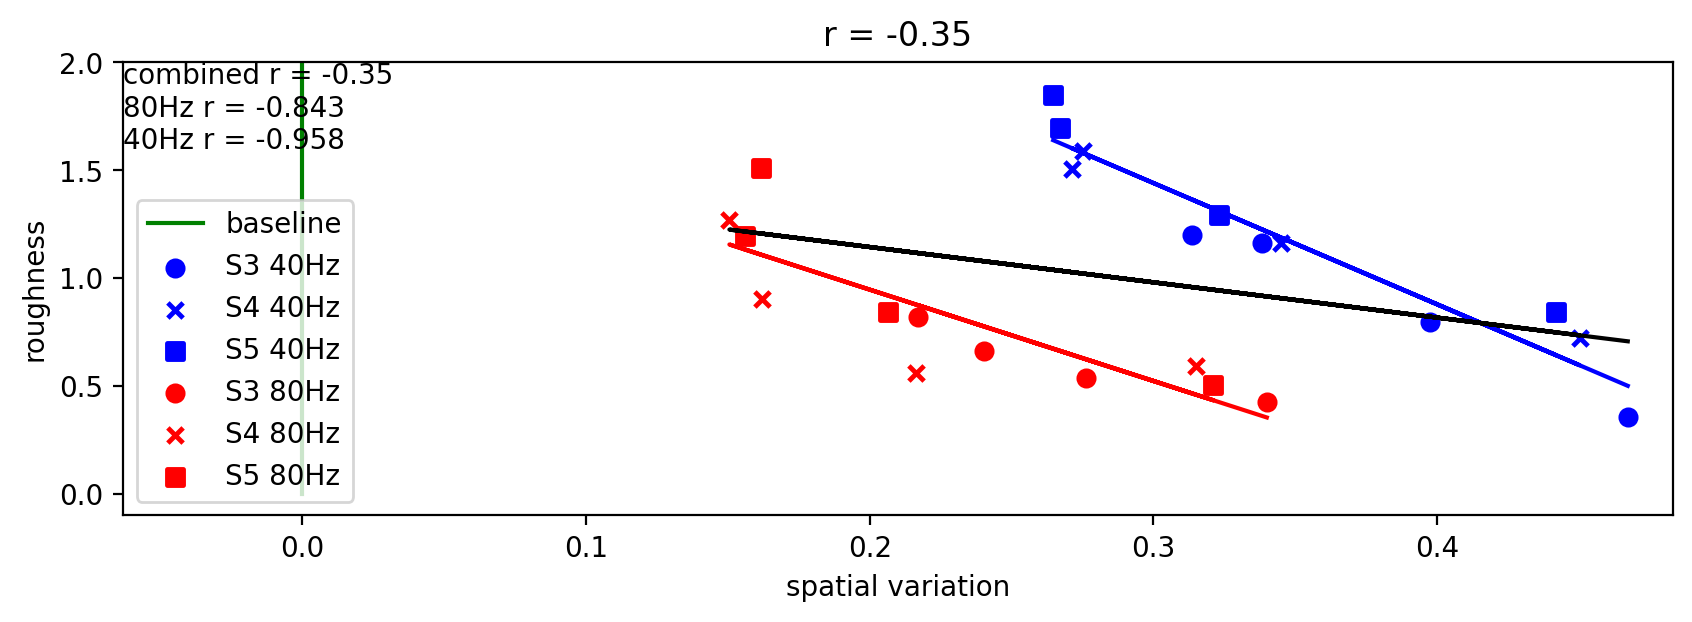 r = -0.35
combined r = -0.35
80Hz r = -0.843
40Hz r = -0.958
baseline
S3 40Hz
S4 40Hz
S5 40Hz
S3 80Hz
S4 80Hz
S5 80Hz
roughness
2.0
1.5
1.0
0.5
0.0
0.0 0.1 0.2 0.3 0.4
spatial variation